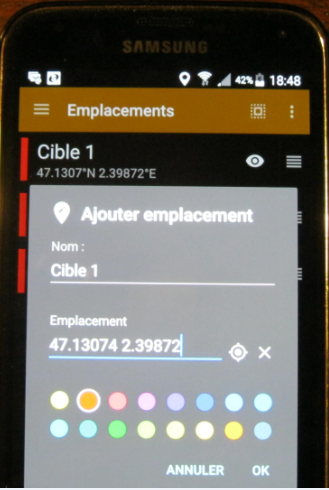 SAMSUNG
42% 18:48
Emplacements
Cible 1
47.1307°N 2.39872°E
Ajouter emplacement
Nom :
Cible 1
Emplacement
47.13074 2.39872
ANNULER OK